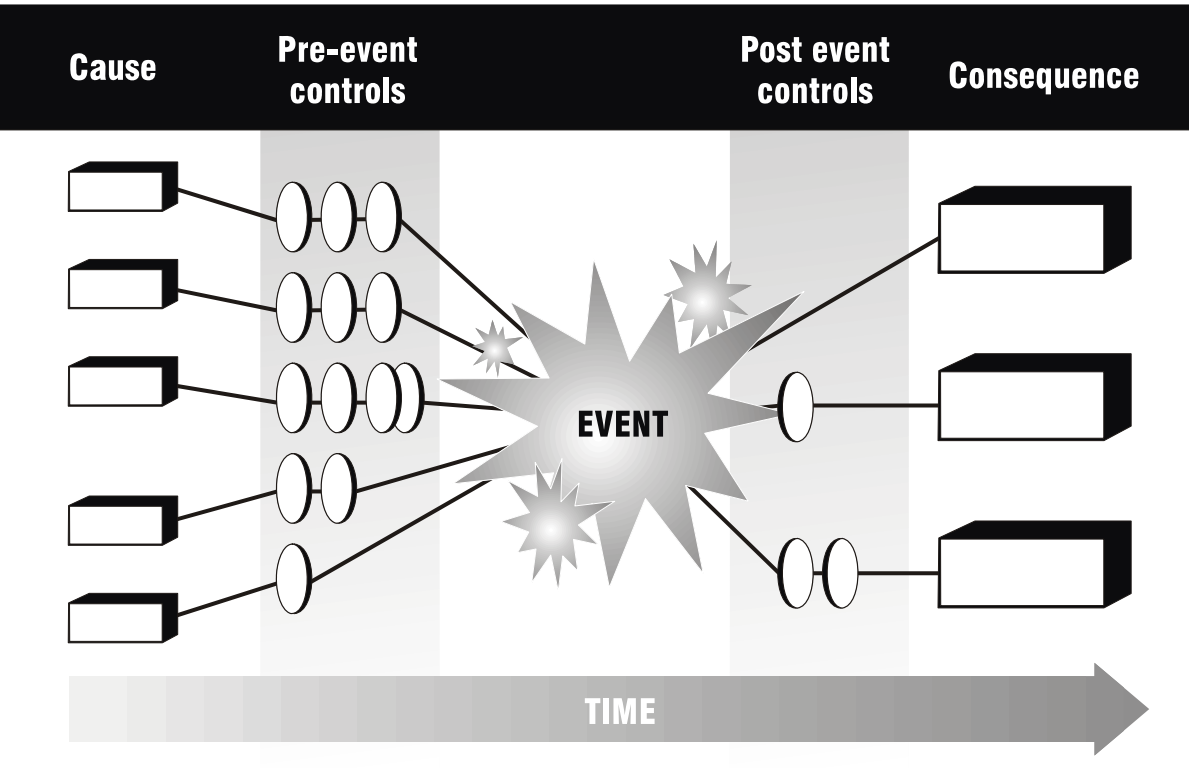 Cause
Pre-event
controls
Post event
controls
Consequence
EVENT
TIME